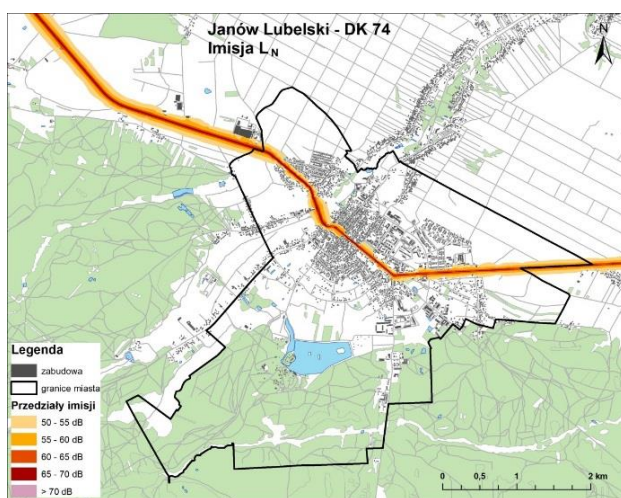 Janów Lubelski - DK 74
Imisja LN
N
Legenda
zabudowa
granice miasta
Przedziały imisji
50 - 55 dB
55 - 60 dB
60 - 65 dB
65 - 70 dB
> 70 dB
0 0,5 1 2 km